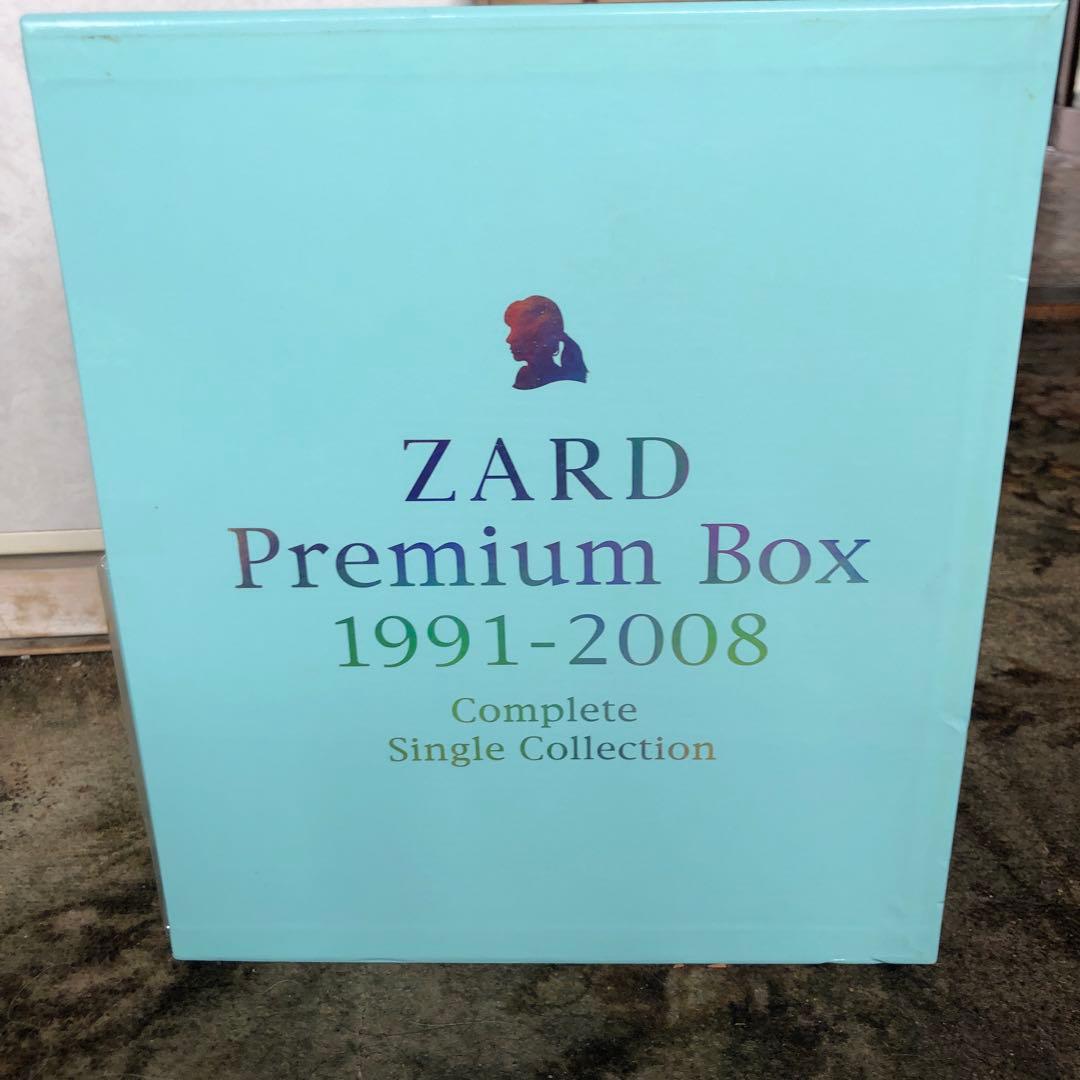 ZARD
Premium Box
1991-2008
Complete
Single Collection